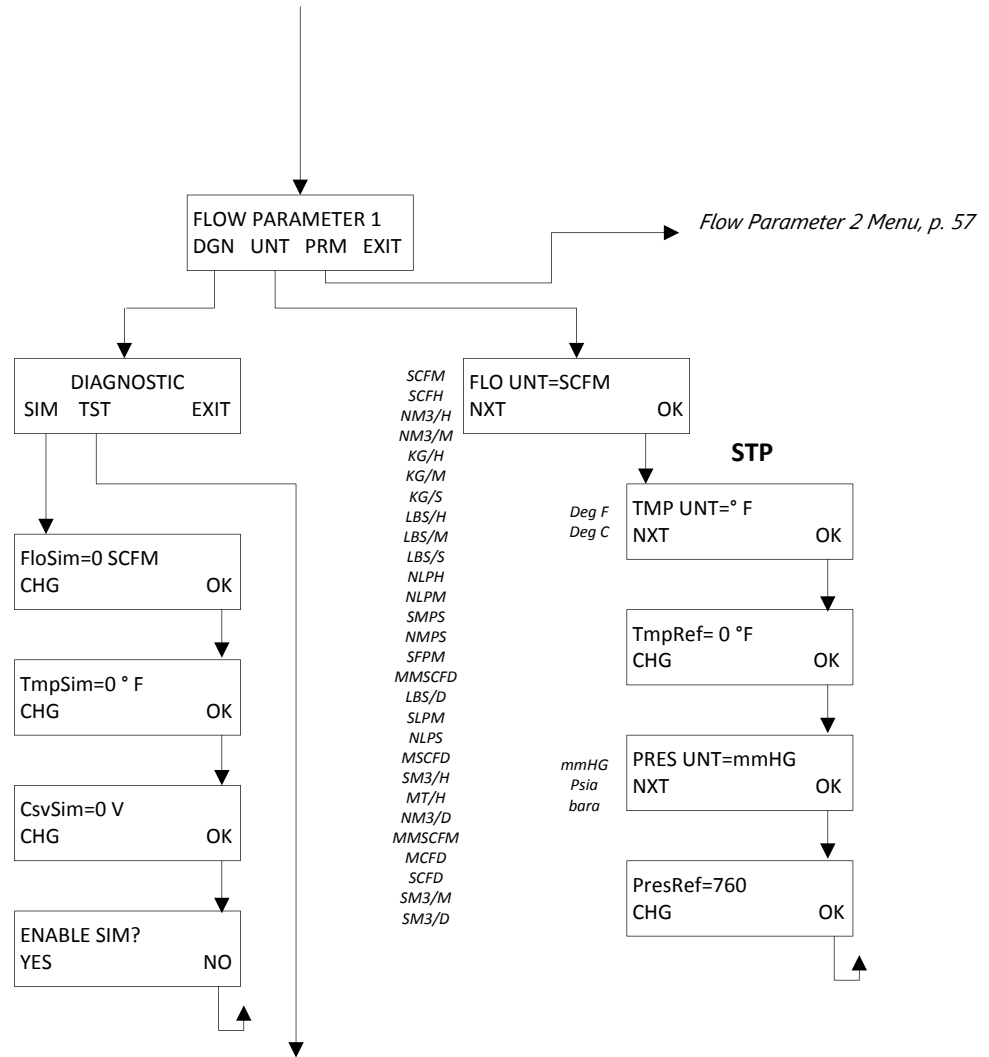 FLOW PARAMETER 1
DGN UNT PRM EXIT
Flow Parameter 2 Menu, p. 57
DIAGNOSTIC
SIM TST EXIT
FloSim=0 SCFM
CHG OK
TmpSim=0 ° F
CHG OK
CsvSim=0 V
CHG OK
ENABLE SIM?
YES NO
SCFM
SCFH
NM3/H
NM3/M
KG/H
KG/M
KG/S
LBS/H
LBS/M
LBS/S
NLPH
NLPM
SMPS
NMPS
SFPM
MMSCFD
LBS/D
SLPM
NLPS
MSCFD
SM3/H
MT/H
NM3/D
MMSCFM
MCFD
SCFD
SM3/M
SM3/D
FLO UNT=SCFM
NXT OK
STP
Deg F
Deg C
TMP UNT=° F
NXT OK
TmpRef= 0 °F
CHG OK
mmHG
Psia
bara
PRES UNT=mmHG
NXT OK
PresRef=760
CHG OK